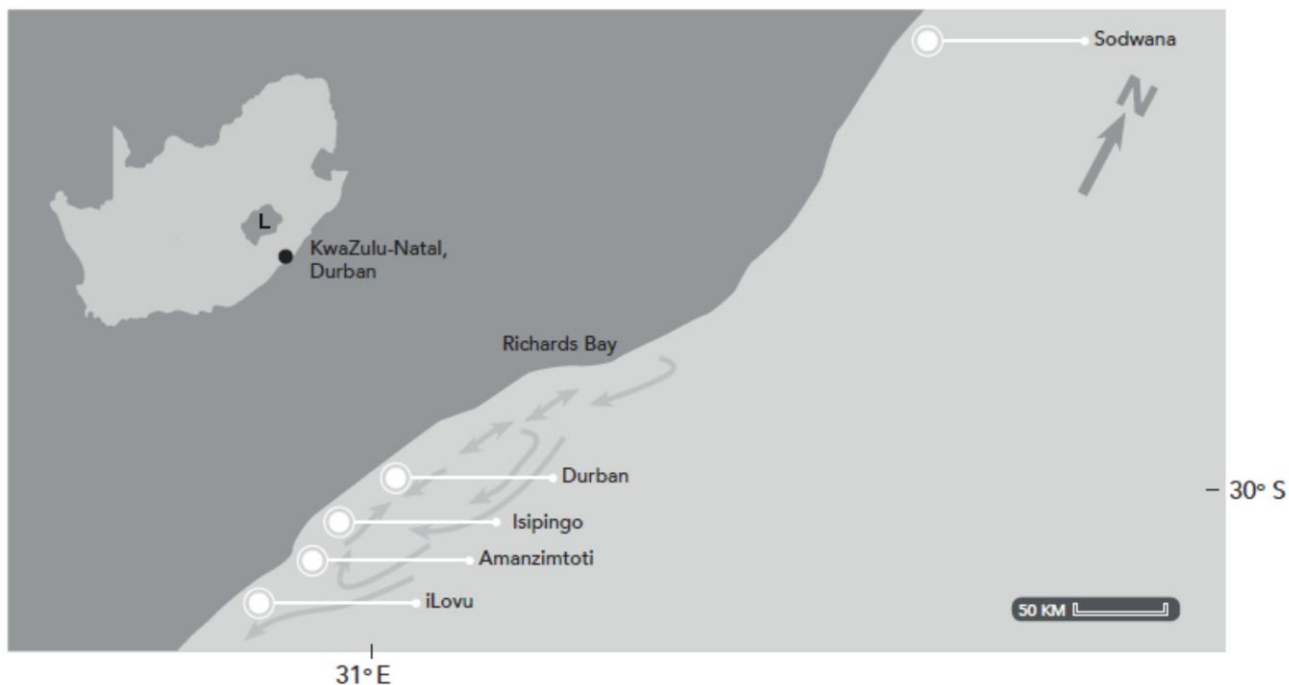 Sodwana
N
L
KwaZulu-Natal,
Durban
Richards Bay
Durban
30° S
Isipingo
Amanzimtoti
iLovu
50 KM
31° E